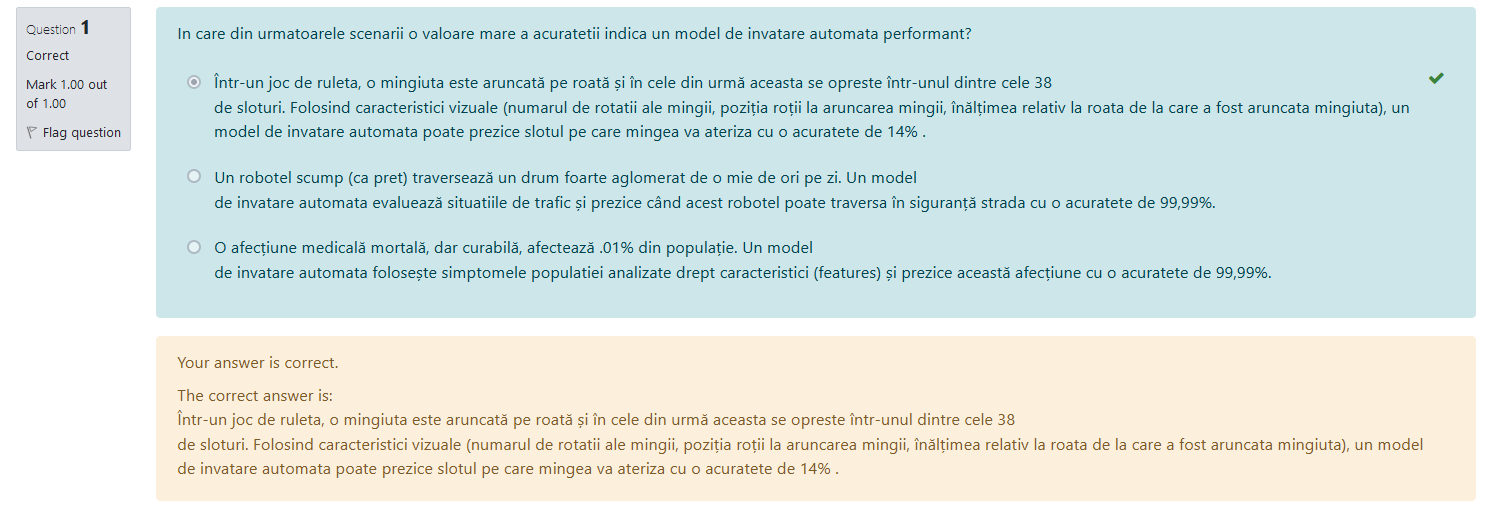 Question 1
Correct
Mark 1.00 out
of 1.00
Flag question
In care din urmatoarele scenarii o valoare mare a acuratetii indica un model de invatare automata performant?
Într-un joc de ruleta, o mingiuta este aruncată pe roată și în cele din urmă aceasta se opreste într-unul dintre cele 38
de sloturi. Folosind caracteristici vizuale (numarul de rotatii ale mingii, poziția roții la aruncarea mingii, înălțimea relativ la roata de la care a fost aruncata mingiuta), un
model de invatare automata poate prezice slotul pe care mingea va ateriza cu o acuratete de 14% .
Un robotel scump (ca pret) traversează un drum foarte aglomerat de o mie de ori pe zi. Un model
de invatare automata evaluează situatiile de trafic și prezice când acest robotel poate traversa în siguranță strada cu o acuratete de 99,99%.
O afecțiune medicală mortală, dar curabilă, afectează .01% din populație. Un model
de invatare automata folosește simptomele populatiei analizate drept caracteristici (features) și prezice această afecțiune cu o acuratete de 99,99%.
Your answer is correct.
The correct answer is:
Într-un joc de ruleta, o mingiuta este aruncată pe roată și în cele din urmă aceasta se opreste într-unul dintre cele 38
de sloturi. Folosind caracteristici vizuale (numarul de rotatii ale mingii, poziția roții la aruncarea mingii, înălțimea relativ la roata de la care a fost aruncata mingiuta), un model
de invatare automata poate prezice slotul pe care mingea va ateriza cu o acuratete de 14% .